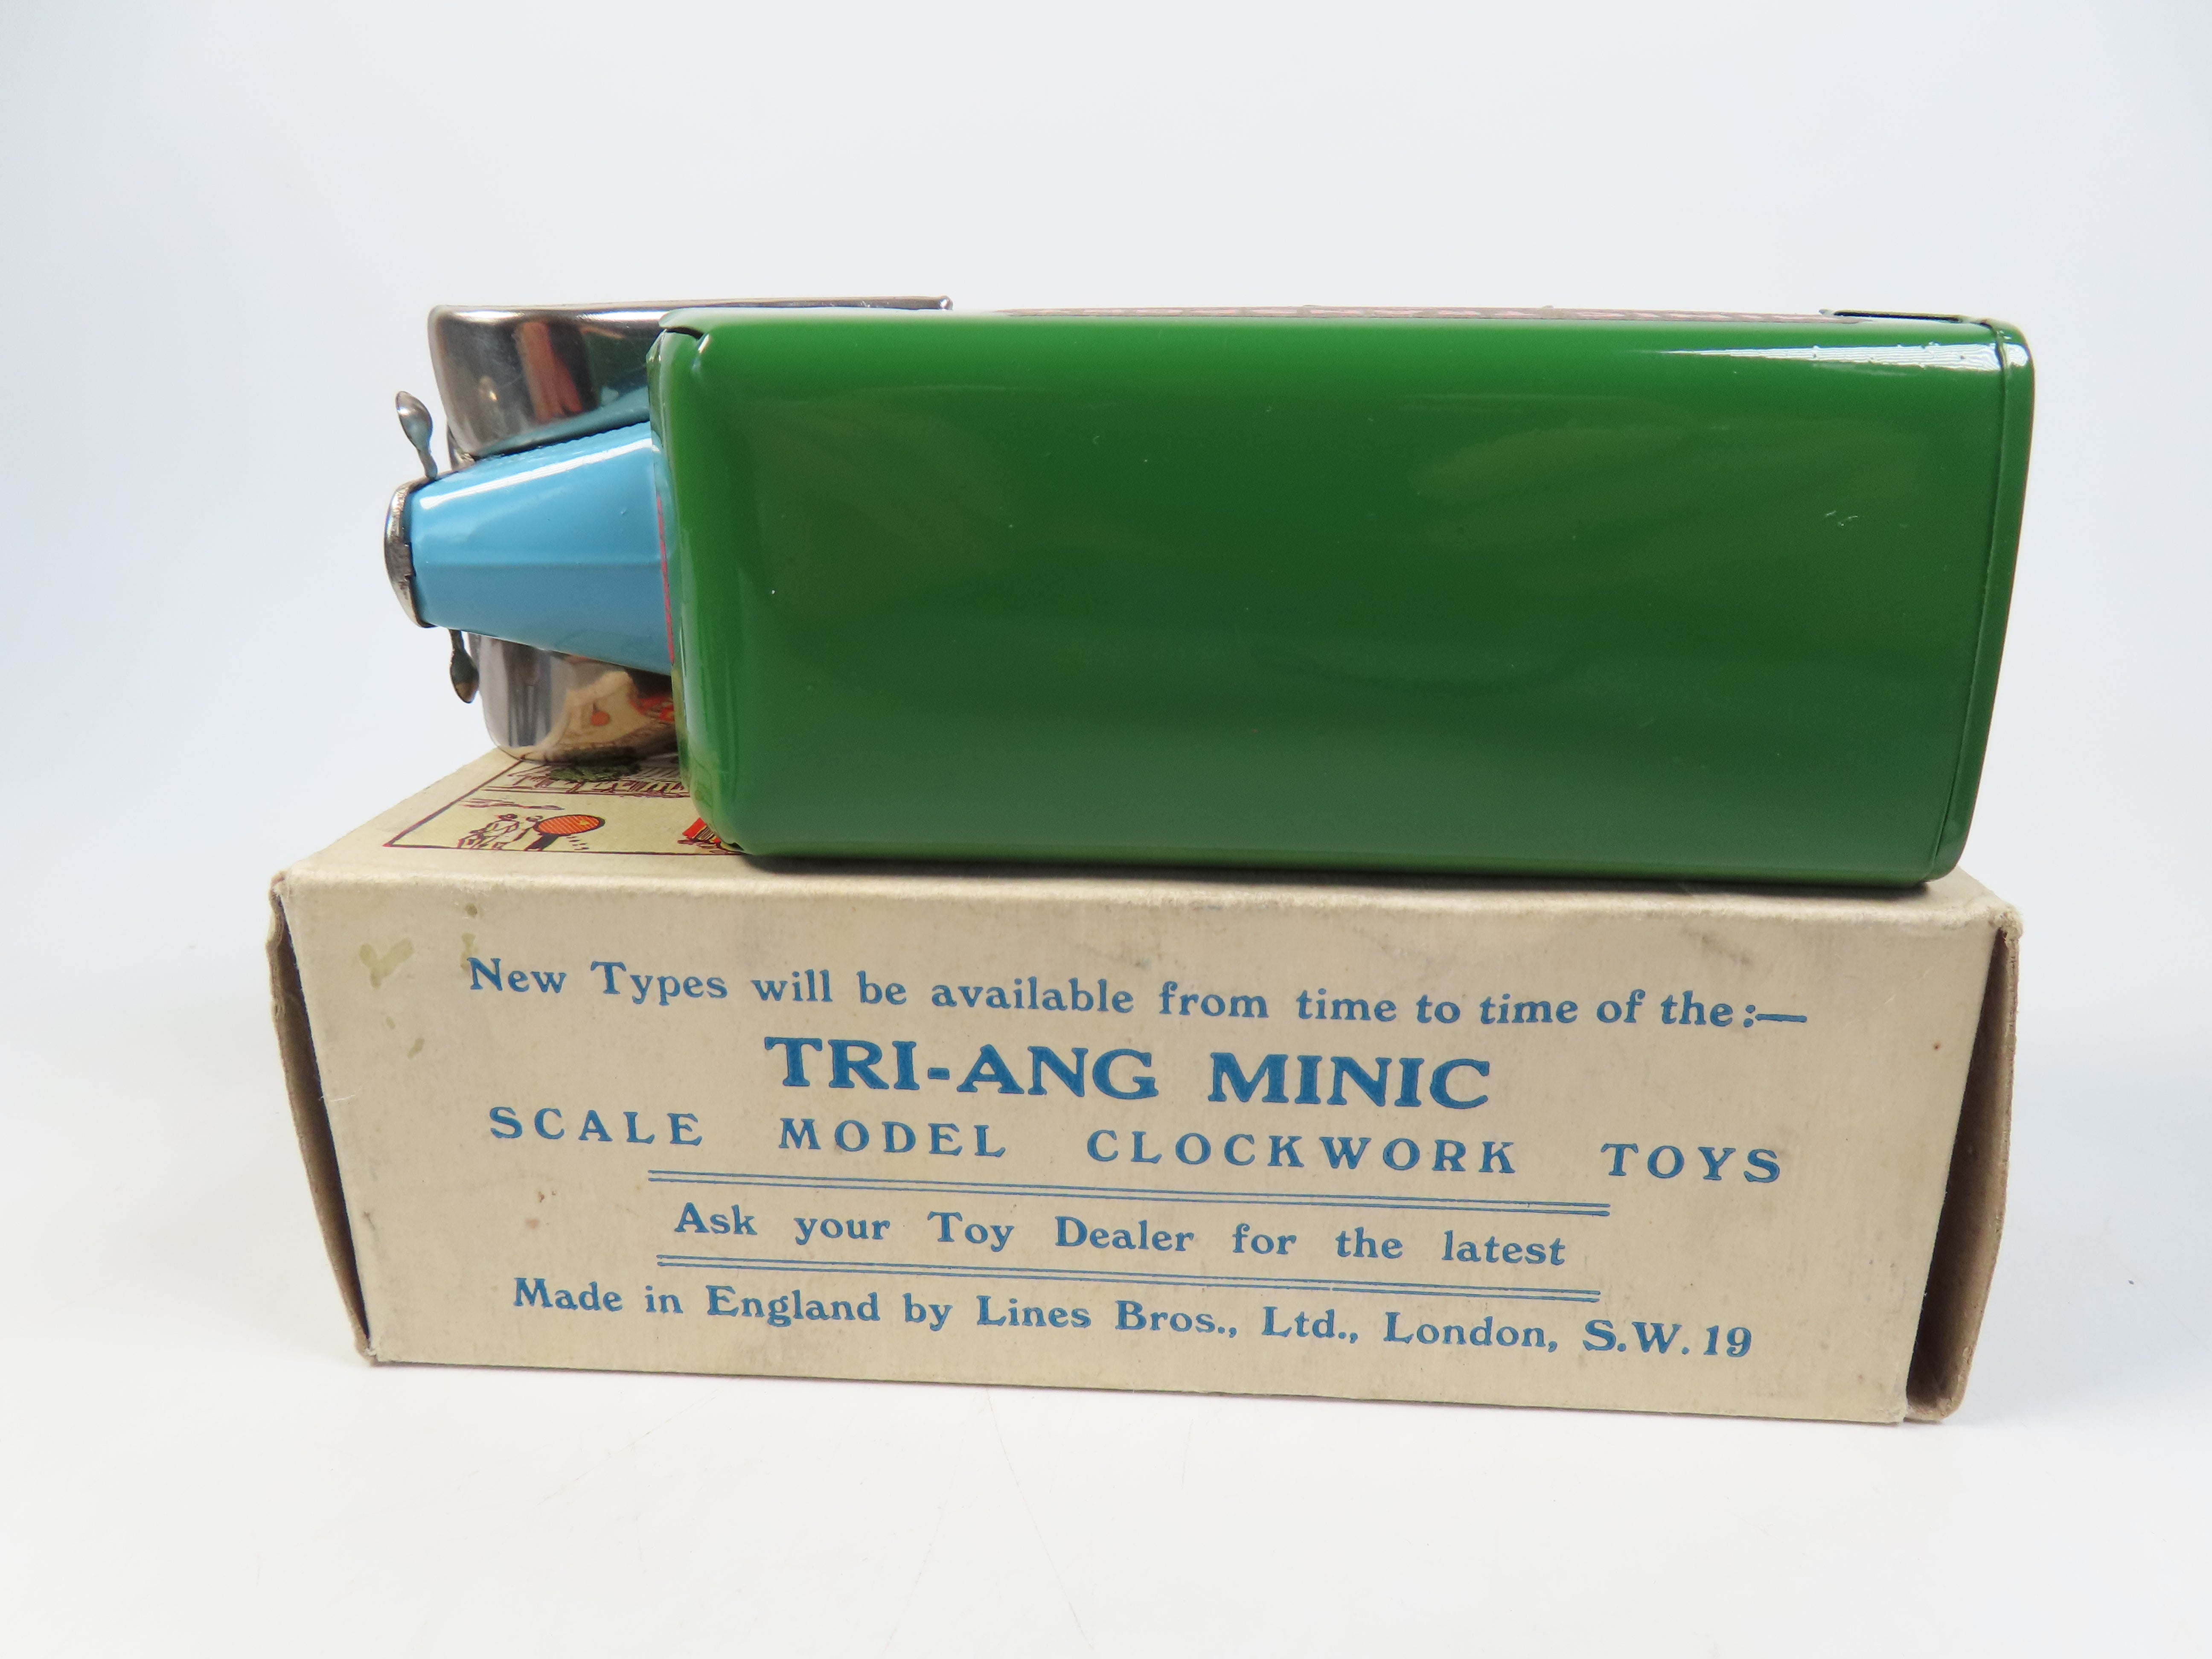 New Types will be available from time to time of the:—
TRI-ANG MINIC
SCALE MODEL CLOCKWORK TOYS
Ask your Toy Dealer for the latest
Made in England by Lines Bros., Ltd., London, S.W.19